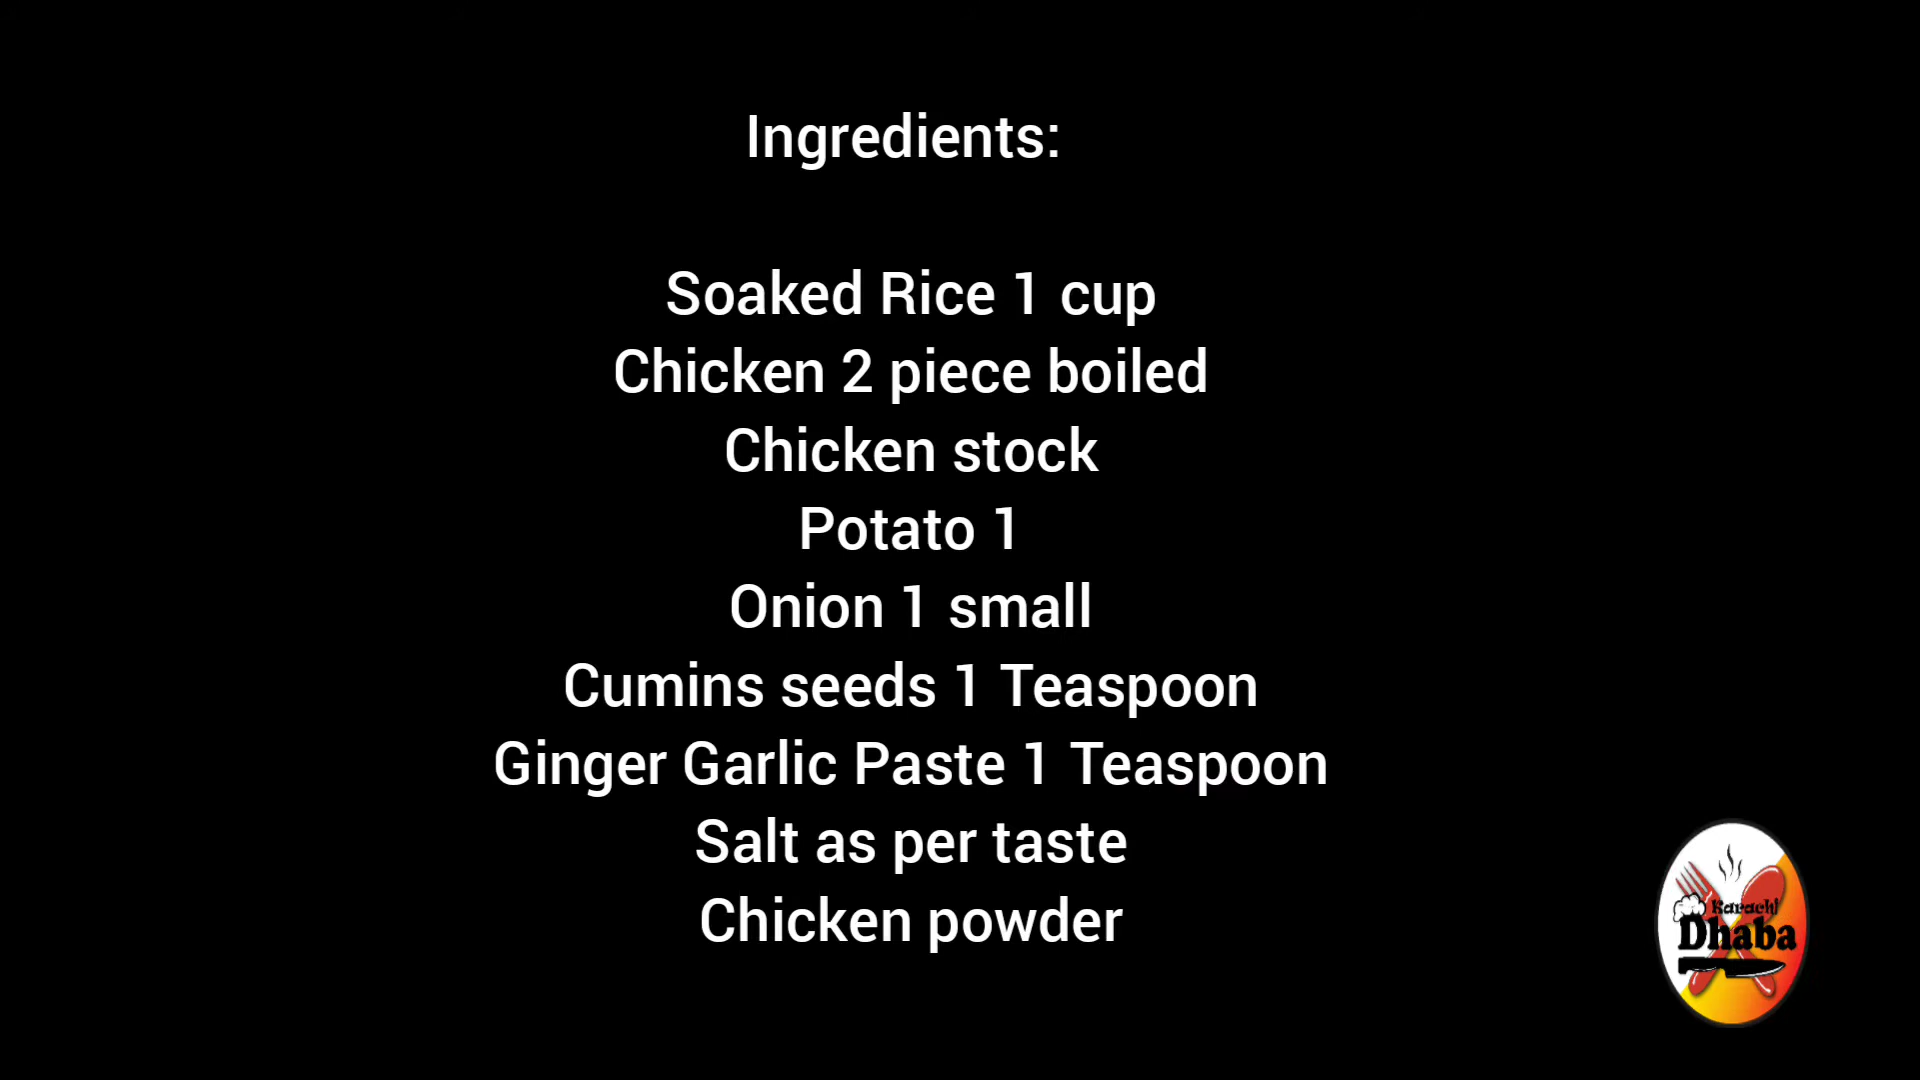 Ingredients:
Soaked Rice 1 cup
Chicken 2 piece boiled
Chicken stock
Potato 1
Onion 1 small
Cumins seeds 1 Teaspoon
Ginger Garlic Paste 1 Teaspoon
Salt as per taste
Chicken powder
Karachi
Dhaba